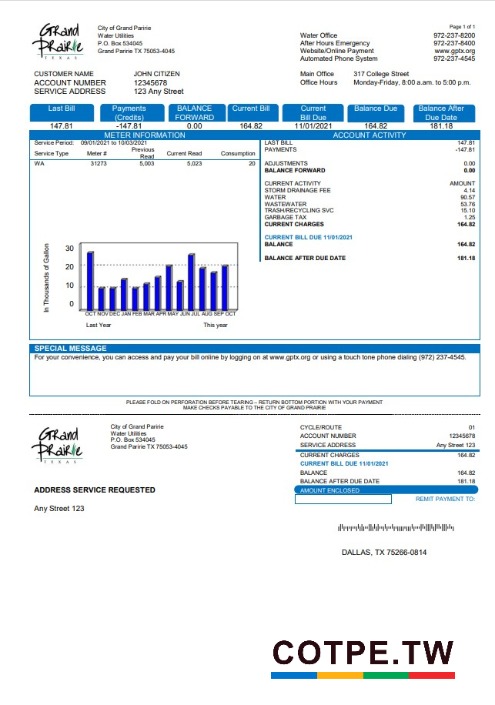 Grand
Prairie
TEXAS
City of Grand Pairirie
Water Utilities
P.O. Box 534045
Grand Paririe TX 75053-4045
Page 1 of 1
Water Office 972-237-8200
After Hours Emergency 972-237-8400
Website/Online Payment www.gptx.org
Automated Phone System 972-237-4545
CUSTOMER NAME JOHN CITIZEN
ACCOUNT NUMBER 12345678
SERVICE ADDRESS 123 Any Street
Main Office 317 College Street
Office Hours Monday-Friday, 8:00 a.am. to 5:00 p.m.
Last Bill Payments (Credits) BALANCE FORWARD Current Bill Current Bill Due Balance Due Balance After Due Date
147.81 -147.81 0.00 164.82 11/01/2021 164.82 181.18
METER INFORMATION
Service Period: 09/01/2021 to 10/03/2021
Service Type Meter # Previous Read Current Read Consumption
WA 31273 5,003 5,023 20
ACCOUNT ACTIVITY
LAST BILL 147.81
PAYMENTS -147.81
ADJUSTMENTS 0.00
BALANCE FORWARD 0.00
CURRENT ACTIVITY AMOUNT
STORM DRAINAGE FEE 4.14
WATER 90.57
WASTEWATER 53.76
TRASH/RECYCLING SVC 15.10
GARBAGE TAX 1.25
CURRENT CHARGES 164.82
CURRENT BILL DUE 11/01/2021
BALANCE 164.82
BALANCE AFTER DUE DATE 181.18
In Thousands of Gallon
30
20
10
0
OCT NOV DEC JAN FEB MAR APR MAY JUN JUL AUG SEP OCT
Last Year This year
SPECIAL MESSAGE
For your convenience, you can access and pay your bill online by logging on at www.gptx.org or using a touch tone phone dialing (972) 237-4545.
PLEASE FOLD ON PERFORATION BEFORE TEARING – RETURN BOTTOM PORTION WITH YOUR PAYMENT
MAKE CHECKS PAYABLE TO THE CITY OF GRAND PRAIRIE
Grand
Prairie
TEXAS
City of Grand Pairirie
Water Utilities
P.O. Box 534045
Grand Paririe TX 75053-4045
CYCLE/ROUTE 01
ACCOUNT NUMBER 12345678
SERVICE ADDRESS Any Street 123
CURRENT CHARGES 164.82
CURRENT BILL DUE 11/01/2021
BALANCE 164.82
BALANCE AFTER DUE DATE 181.18
AMOUNT ENCLOSED
REMIT PAYMENT TO:
ADDRESS SERVICE REQUESTED
Any Street 123
DALLAS, TX 75266-0814
COTPE.TW